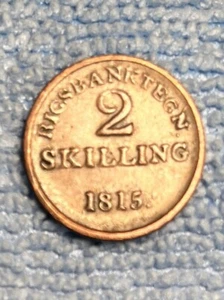 RIGSBANKTEGN
2
SKILLING
1815.